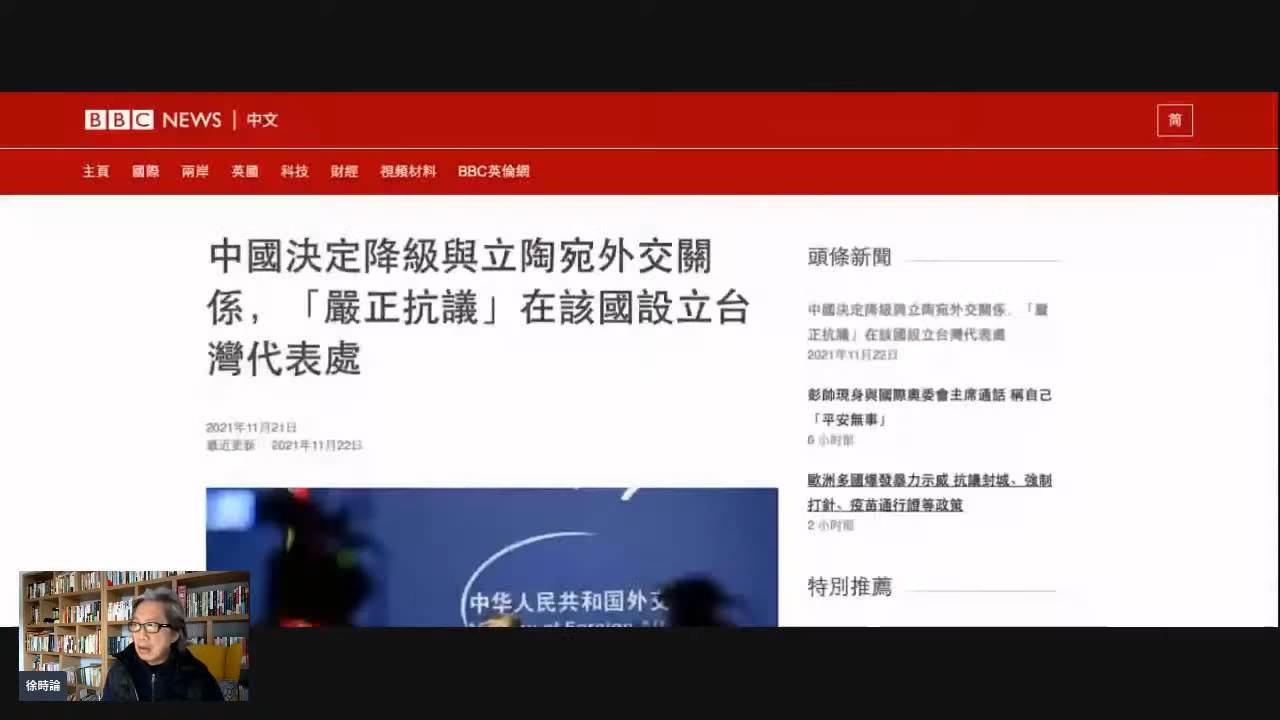 BBC NEWS | 中文
简
主頁 國際 兩岸 英國 科技 財經 視頻材料 BBC英倫網
中國決定降級與立陶宛外交關
係，「嚴正抗議」在該國設立台
灣代表處
2021年11月21日
最近更新 2021年11月22日
頭條新聞
中國決定降級與立陶宛外交關係，「嚴
正抗議」在該國設立台灣代表處
2021年11月22日
彭帥現身與國際奧委會主席通話 稱自己
「平安無事」
6 小时前
歐洲多國爆發暴力示威 抗議封城、強制
打針、疫苗通行證等政策
2 小时前
特別推薦
中华人民共和国外交
徐時論